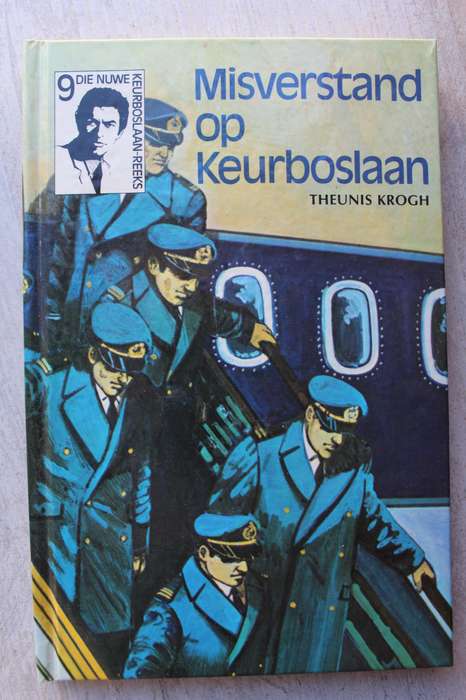 9 DIE NUWE
KEURBOSLAAN-REEKS
Misverstand
op
Keurboslaan
THEUNIS KROGH